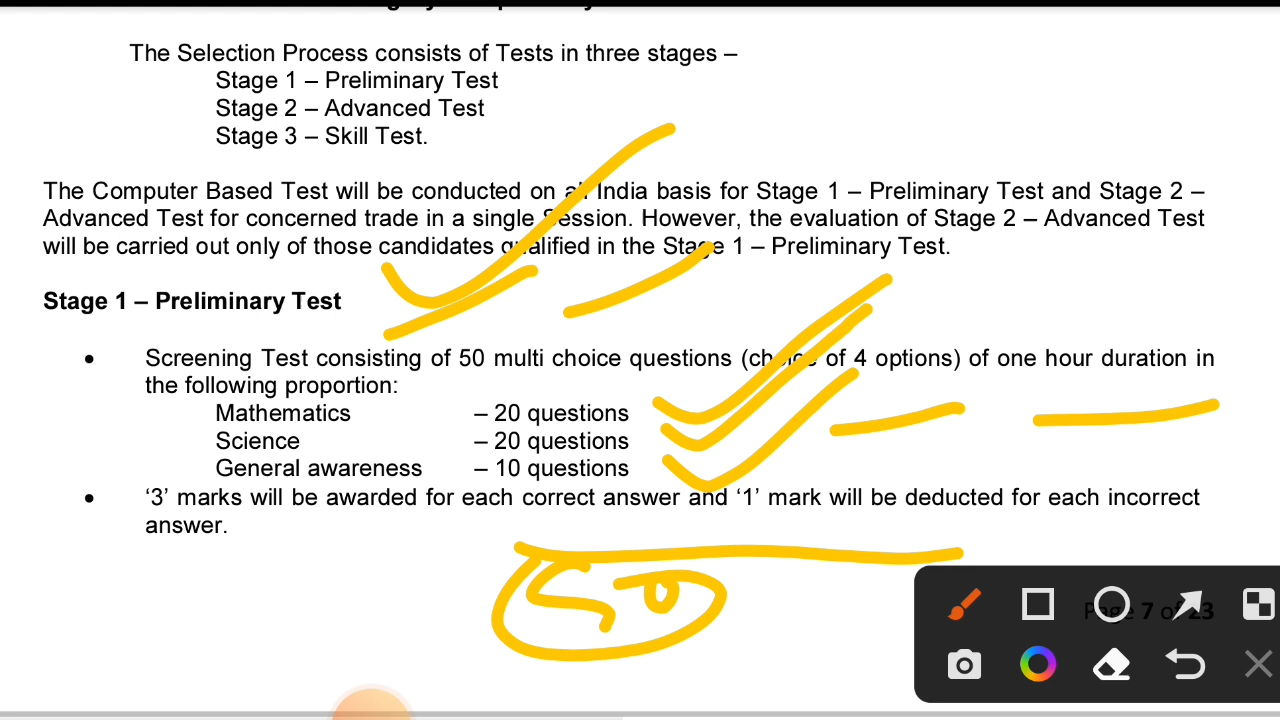 The Selection Process consists of Tests in three stages –
Stage 1 – Preliminary Test
Stage 2 – Advanced Test
Stage 3 – Skill Test.
The Computer Based Test will be conducted on all India basis for Stage 1 – Preliminary Test and Stage 2 –
Advanced Test for concerned trade in a single Session. However, the evaluation of Stage 2 – Advanced Test
will be carried out only of those candidates qualified in the Stage 1 – Preliminary Test.
Stage 1 – Preliminary Test
• Screening Test consisting of 50 multi choice questions (choice of 4 options) of one hour duration in
the following proportion:
Mathematics – 20 questions
Science – 20 questions
General awareness – 10 questions
• ‘3’ marks will be awarded for each correct answer and ‘1’ mark will be deducted for each incorrect
answer.
50
Page 7 of 23